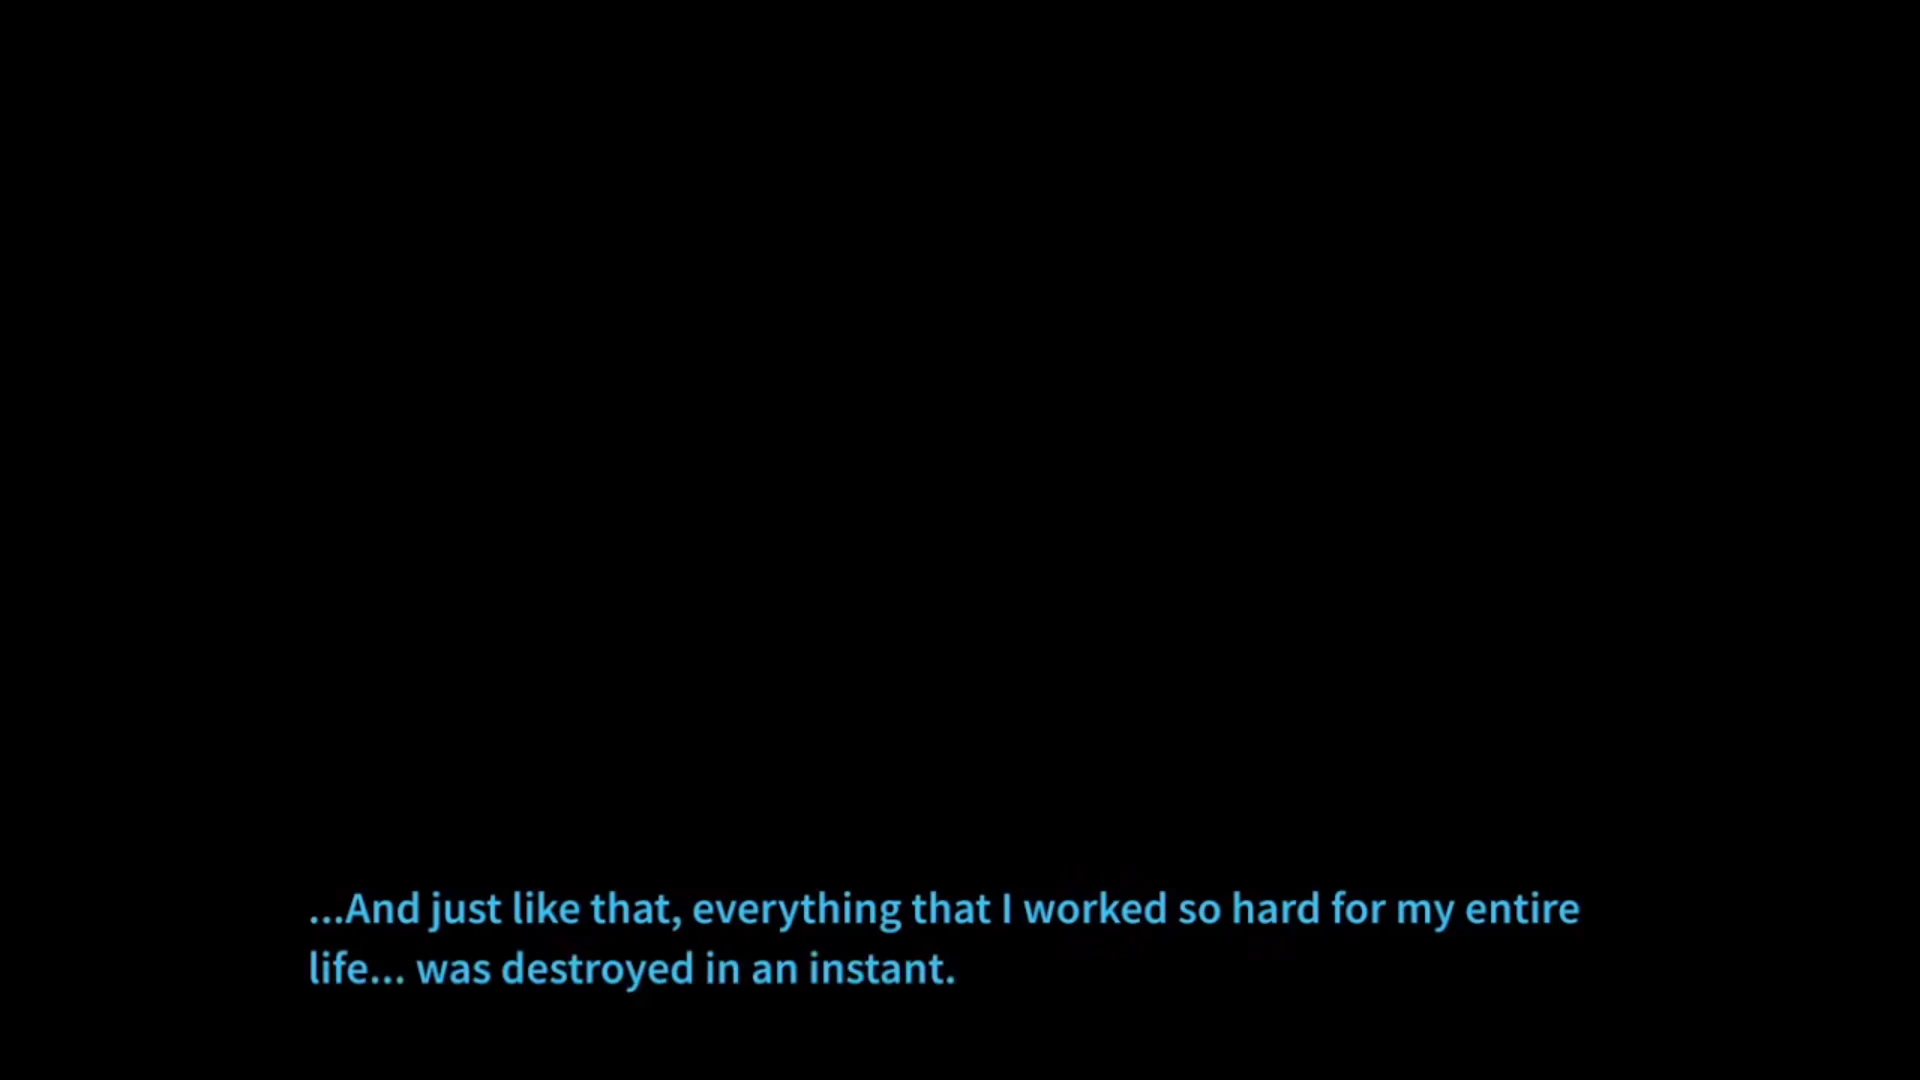 ...And just like that, everything that I worked so hard for my entire
life... was destroyed in an instant.